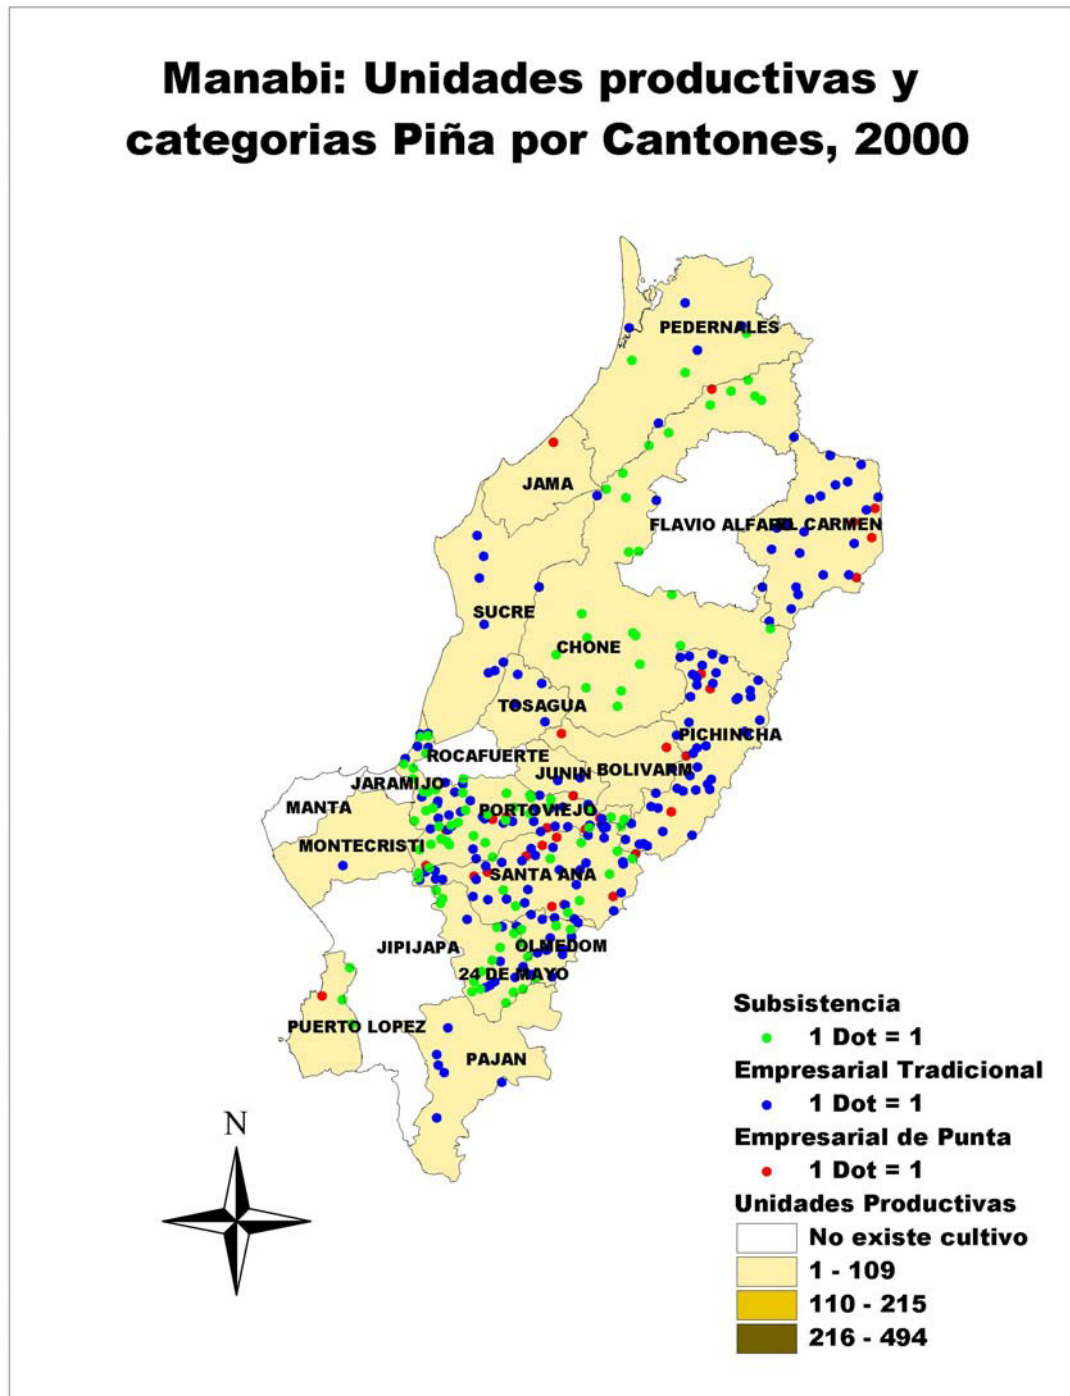 Manabi: Unidades productivas y
categorias Piña por Cantones, 2000
PEDERNALES
JAMA
FLAVIO ALFARO
EL CARMEN
SUCRE
CHONE
TOSAGUA
PICHINCHA
ROCAFUERTE
JUNIN
BOLIVARM
JARAMIJO
MANTA
PORTOVIEJO
MONTECRISTI
SANTA ANA
JIPIJAPA
OLMEDOM
24 DE MAYO
PUERTO LOPEZ
PAJAN
N
Subsistencia
1 Dot = 1
Empresarial Tradicional
1 Dot = 1
Empresarial de Punta
1 Dot = 1
Unidades Productivas
No existe cultivo
1 - 109
110 - 215
216 - 494